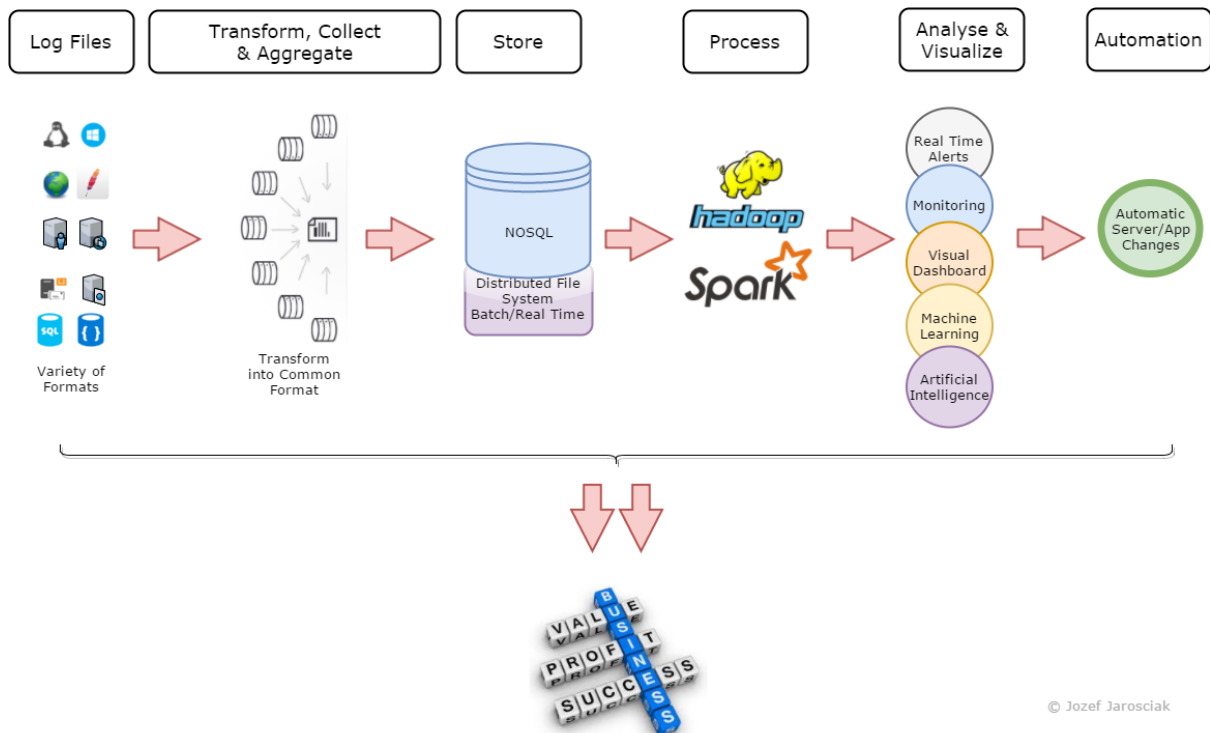 Log Files
Transform, Collect
& Aggregate
Store
Process
Analyse &
Visualize
Automation
SQL
{ }
Variety of
Formats
Transform
into Common
Format
NOSQL
Distributed File
System
Batch/Real Time
hadoop
Spark
Real Time
Alerts
Monitoring
Visual
Dashboard
Machine
Learning
Artificial
Intelligence
Automatic
Server/App
Changes
BUSINESS
VALUE
PROFIT
SUCCESS
© Jozef Jarosciak